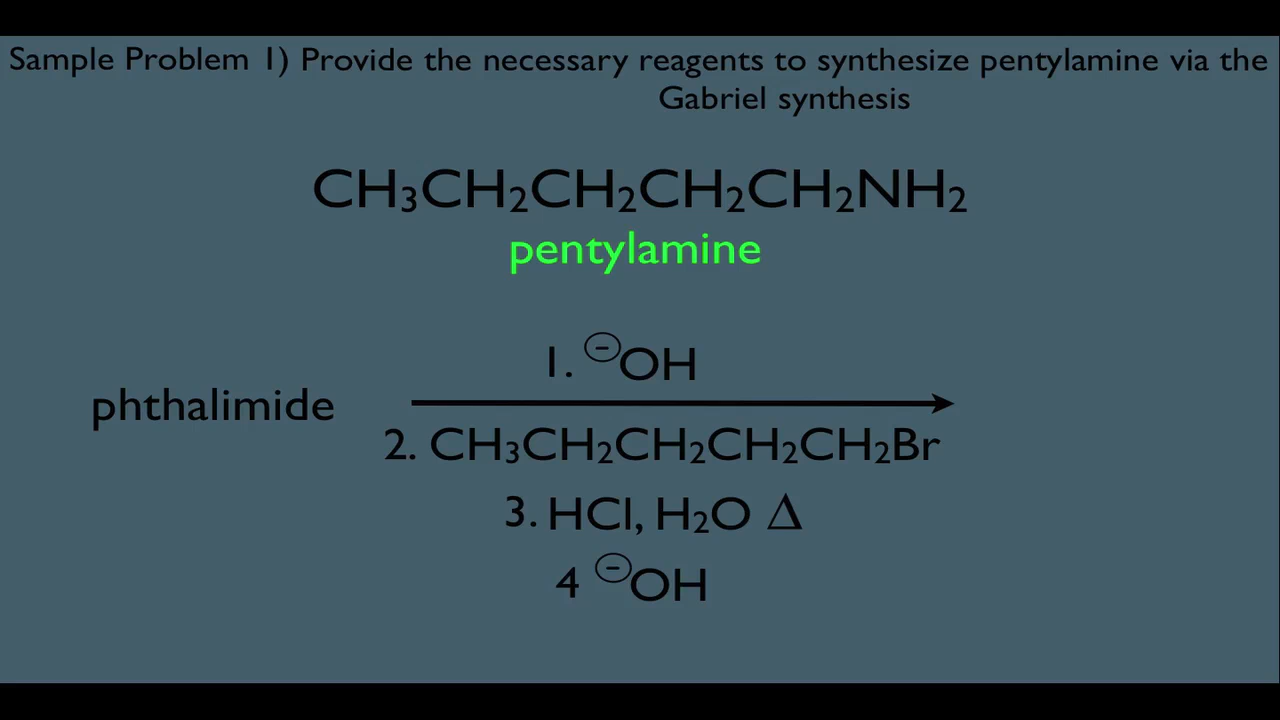 Sample Problem 1) Provide the necessary reagents to synthesize pentylamine via the
Gabriel synthesis
CH₃CH₂CH₂CH₂CH₂NH₂
pentylamine
1. ⊖OH
phthalimide
2. CH₃CH₂CH₂CH₂CH₂Br
3. HCl, H₂O Δ
4 ⊖OH